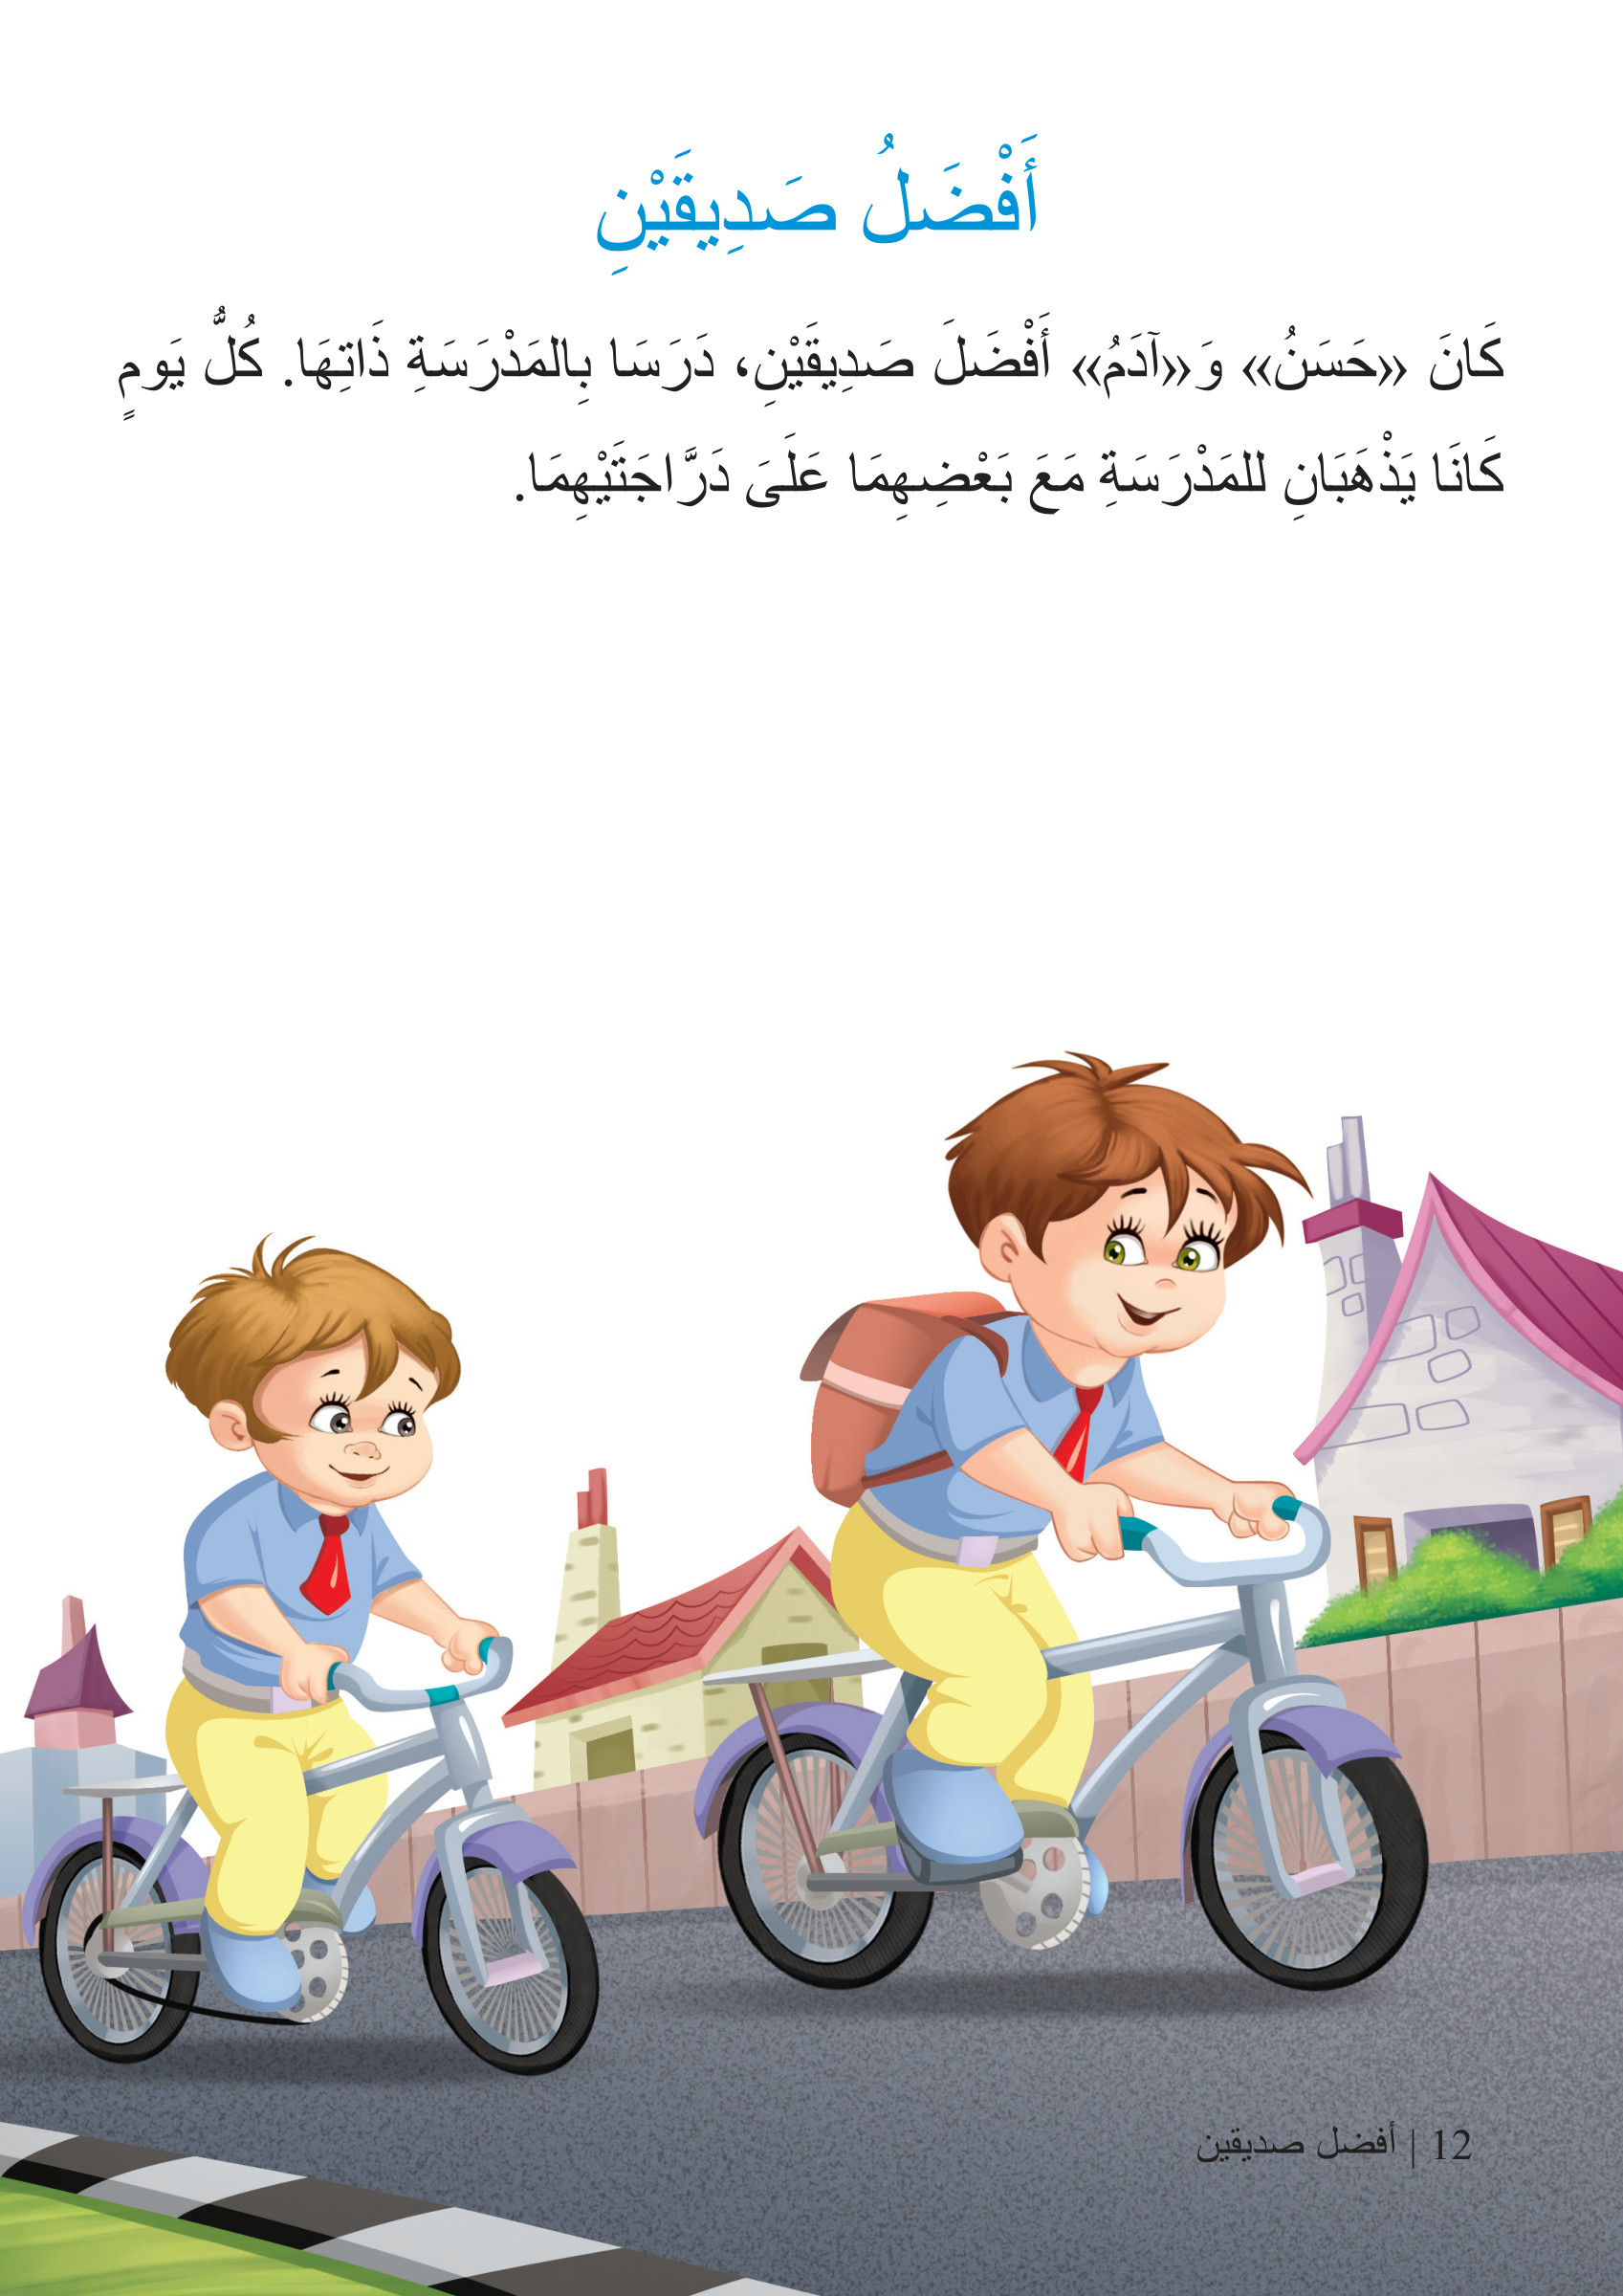 أَفْضَلُ صَدِيقَيْنِ
كَانَ «حَسَنُ» وَ«آدَمُ» أَفْضَلَ صَدِيقَيْنِ، دَرَسَا بِالمَدْرَسَةِ ذَاتِهَا. كُلُّ يَومٍ
كَانَا يَذْهَبَانِ للمَدْرَسَةِ مَعَ بَعْضِهِمَا عَلَىَ دَرَّاجَتَيْهِمَا.
12 | أفضل صديقين